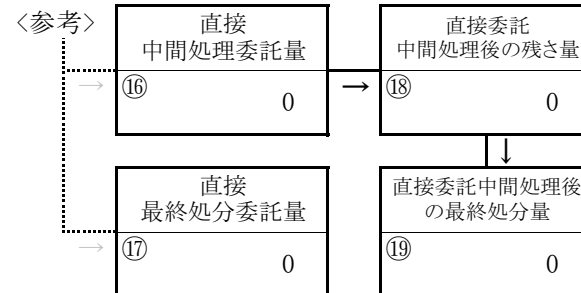 〈参考〉
直接
中間処理委託量
直接委託
中間処理後の残さ量
→
⑯
0
→
⑱
0
↓
直接
最終処分委託量
直接委託中間処理後
の最終処分量
→
⑰
0
⑲
0